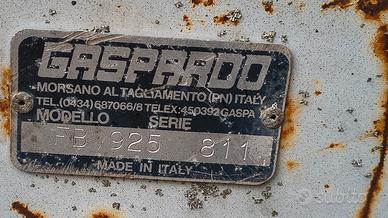 GASPARDO
MORSANO AL TAGLIAMENTO (PN) ITALY
TEL. (0434) 687066/8 TELEX: 450392 GASPA
MODELLO SERIE
FB 925 811
MADE IN ITALY
subito